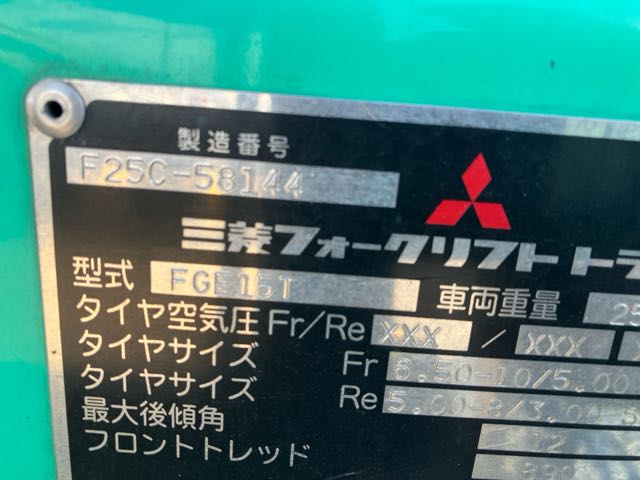 製造番号
F25C-58144
三菱フォークリフト トラ
型式 FGE15T 車両重量 25
タイヤ空気圧 Fr/Re XXX / XXX
タイヤサイズ Fr 6.50-10/5.00
タイヤサイズ Re 5.00-8/3.00
最大後傾角 12
フロントトレッド 890